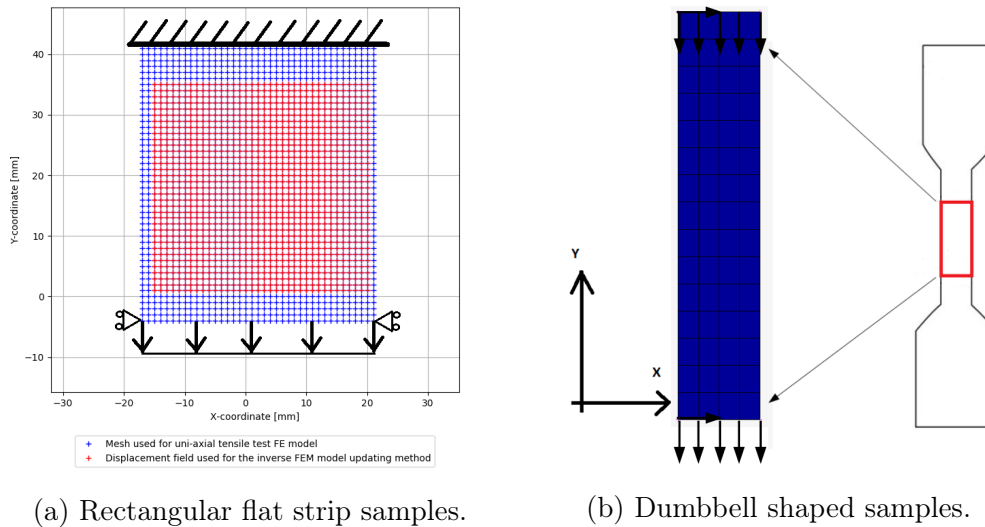 40
30
20
10
0
−10
Y-coordinate [mm]
−30
−20
−10
0
10
20
30
X-coordinate [mm]
Mesh used for uni-axial tensile test FE model
Displacement field used for the inverse FEM model updating method
(a) Rectangular flat strip samples.
Y
X
(b) Dumbbell shaped samples.